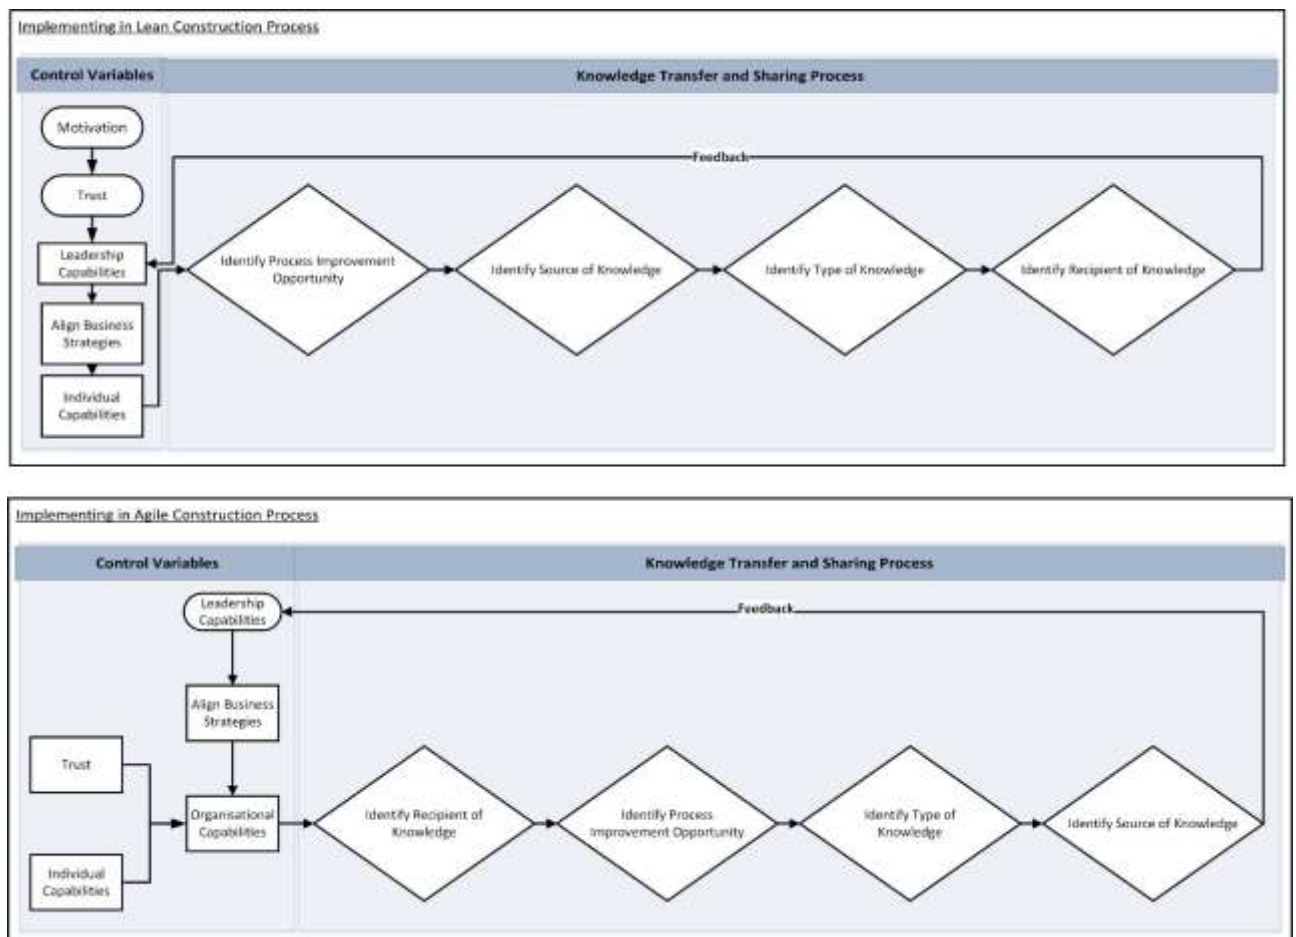 Implementing in Lean Construction Process
Control Variables
Knowledge Transfer and Sharing Process
Motivation
Trust
Leadership
Capabilities
Align Business
Strategies
Individual
Capabilities
Feedback
Identify Process Improvement
Opportunity
Identify Source of Knowledge
Identify Type of Knowledge
Identify Recipient of Knowledge
Implementing in Agile Construction Process
Control Variables
Knowledge Transfer and Sharing Process
Leadership
Capabilities
Feedback
Align Business
Strategies
Trust
Organisational
Capabilities
Individual
Capabilities
Identify Recipient of
Knowledge
Identify Process
Improvement Opportunity
Identify Type of
Knowledge
Identify Source of Knowledge